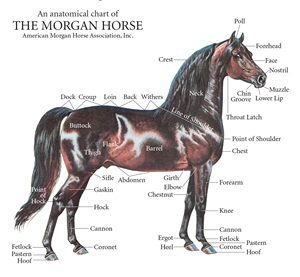 An anatomical chart of
THE MORGAN HORSE
American Morgan Horse Association, Inc.
Poll
Forehead
Crest
Face
Nostril
Neck
Muzzle
Chin Groove
Lower Lip
Dock Croup Loin Back Withers
Line of shoulder
Throat Latch
Buttock
Point of Shoulder
Flank
Barrel
Chest
Thigh
Sifle
Abdomen
Girth
Elbow
Chestnut
Forearm
Point of Hock
Gaskin
Hock
Knee
Cannon
Cannon
Ergot
Fetlock
Heel
Pastern
Coronet
Hoof
Fetlock
Pastern
Hoof
Coronet